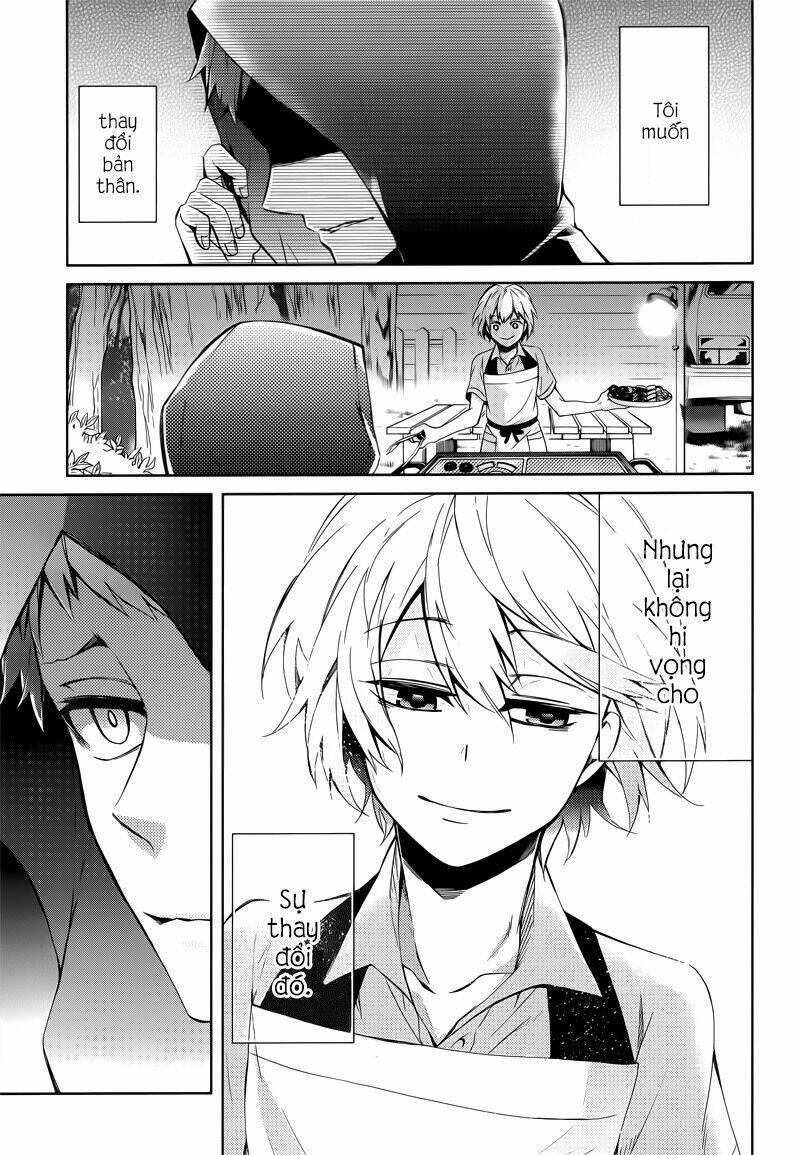 Tôi
muốn
thay
đổi
bản
thân.
Nhưng
lại
không
hi
vọng
cho
Sự
thay
đổi
đó.